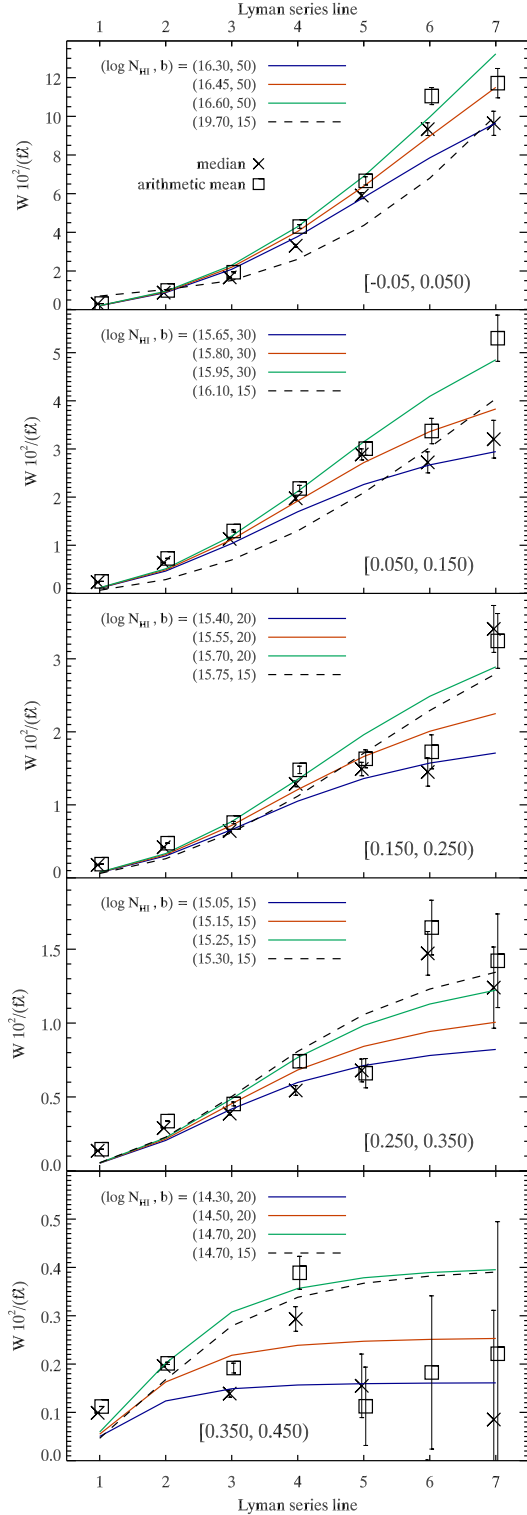 Lyman series line
1 2 3 4 5 6 7
W 10²/(fλ)
12
10
8
6
4
2
0
(log N_HI , b) = (16.30, 50)
(16.45, 50)
(16.60, 50)
(19.70, 15)
median
arithmetic mean
[-0.05, 0.050)
W 10²/(fλ)
5
4
3
2
1
0
(log N_HI , b) = (15.65, 30)
(15.80, 30)
(15.95, 30)
(16.10, 15)
[0.050, 0.150)
W 10²/(fλ)
3
2
1
0
(log N_HI , b) = (15.40, 20)
(15.55, 20)
(15.70, 20)
(15.75, 15)
[0.150, 0.250)
W 10²/(fλ)
1.5
1.0
0.5
0.0
(log N_HI , b) = (15.05, 15)
(15.15, 15)
(15.25, 15)
(15.30, 15)
[0.250, 0.350)
W 10²/(fλ)
0.5
0.4
0.3
0.2
0.1
0.0
(log N_HI , b) = (14.30, 20)
(14.50, 20)
(14.70, 20)
(14.70, 15)
[0.350, 0.450)
1 2 3 4 5 6 7
Lyman series line